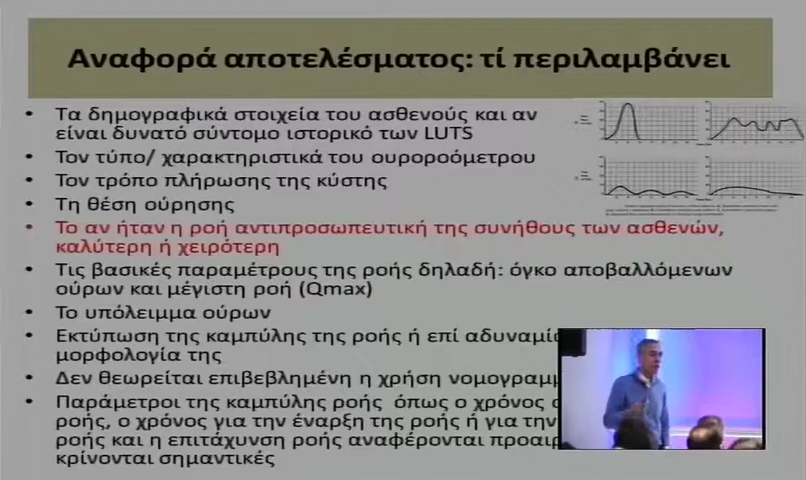 Αναφορά αποτελέσματος: τί περιλαμβάνει
• Τα δημογραφικά στοιχεία του ασθενούς και αν
είναι δυνατό σύντομο ιστορικό των LUTS
• Τον τύπο/ χαρακτηριστικά του ουροροόμετρου
• Τον τρόπο πλήρωσης της κύστης
• Τη θέση ούρησης
• Το αν ήταν η ροή αντιπροσωπευτική της συνήθους των ασθενών,
καλύτερη ή χειρότερη
• Τις βασικές παραμέτρους της ροής δηλαδή: όγκο αποβαλλόμενων
ούρων και μέγιστη ροή (Qmax)
• Το υπόλειμμα ούρων
• Εκτύπωση της καμπύλης της ροής ή επί αδυναμία
μορφολογία της
• Δεν θεωρείται επιβεβλημένη η χρήση
• Παράμετροι της καμπύλης ροής όπως ο χρόνος
ροής, ο χρόνος για την έναρξη της ροής ή για την
ροής και η επιτάχυνση ροής αναφέρονται
κρίνονται σημαντικές